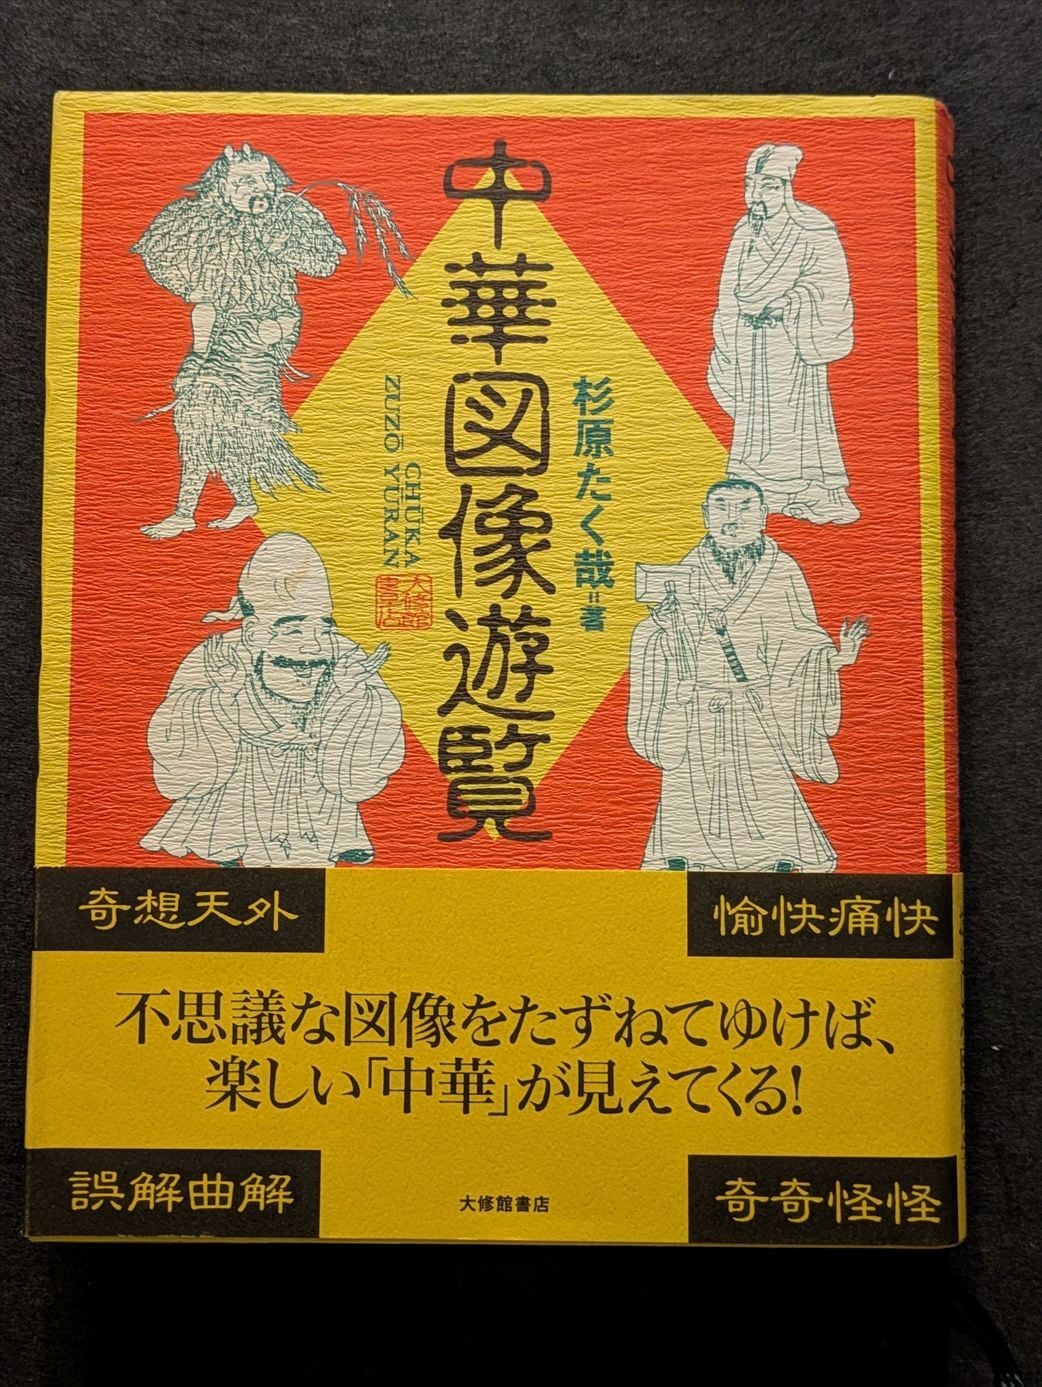 中華図像遊覧
杉原たく哉=著
CHŪKA
ZUZŌ YŪRAN
大修館
書店
奇想天外
愉快痛快
不思議な図像をたずねてゆけば、
楽しい「中華」が見えてくる!
誤解曲解
大修館書店
奇奇怪怪